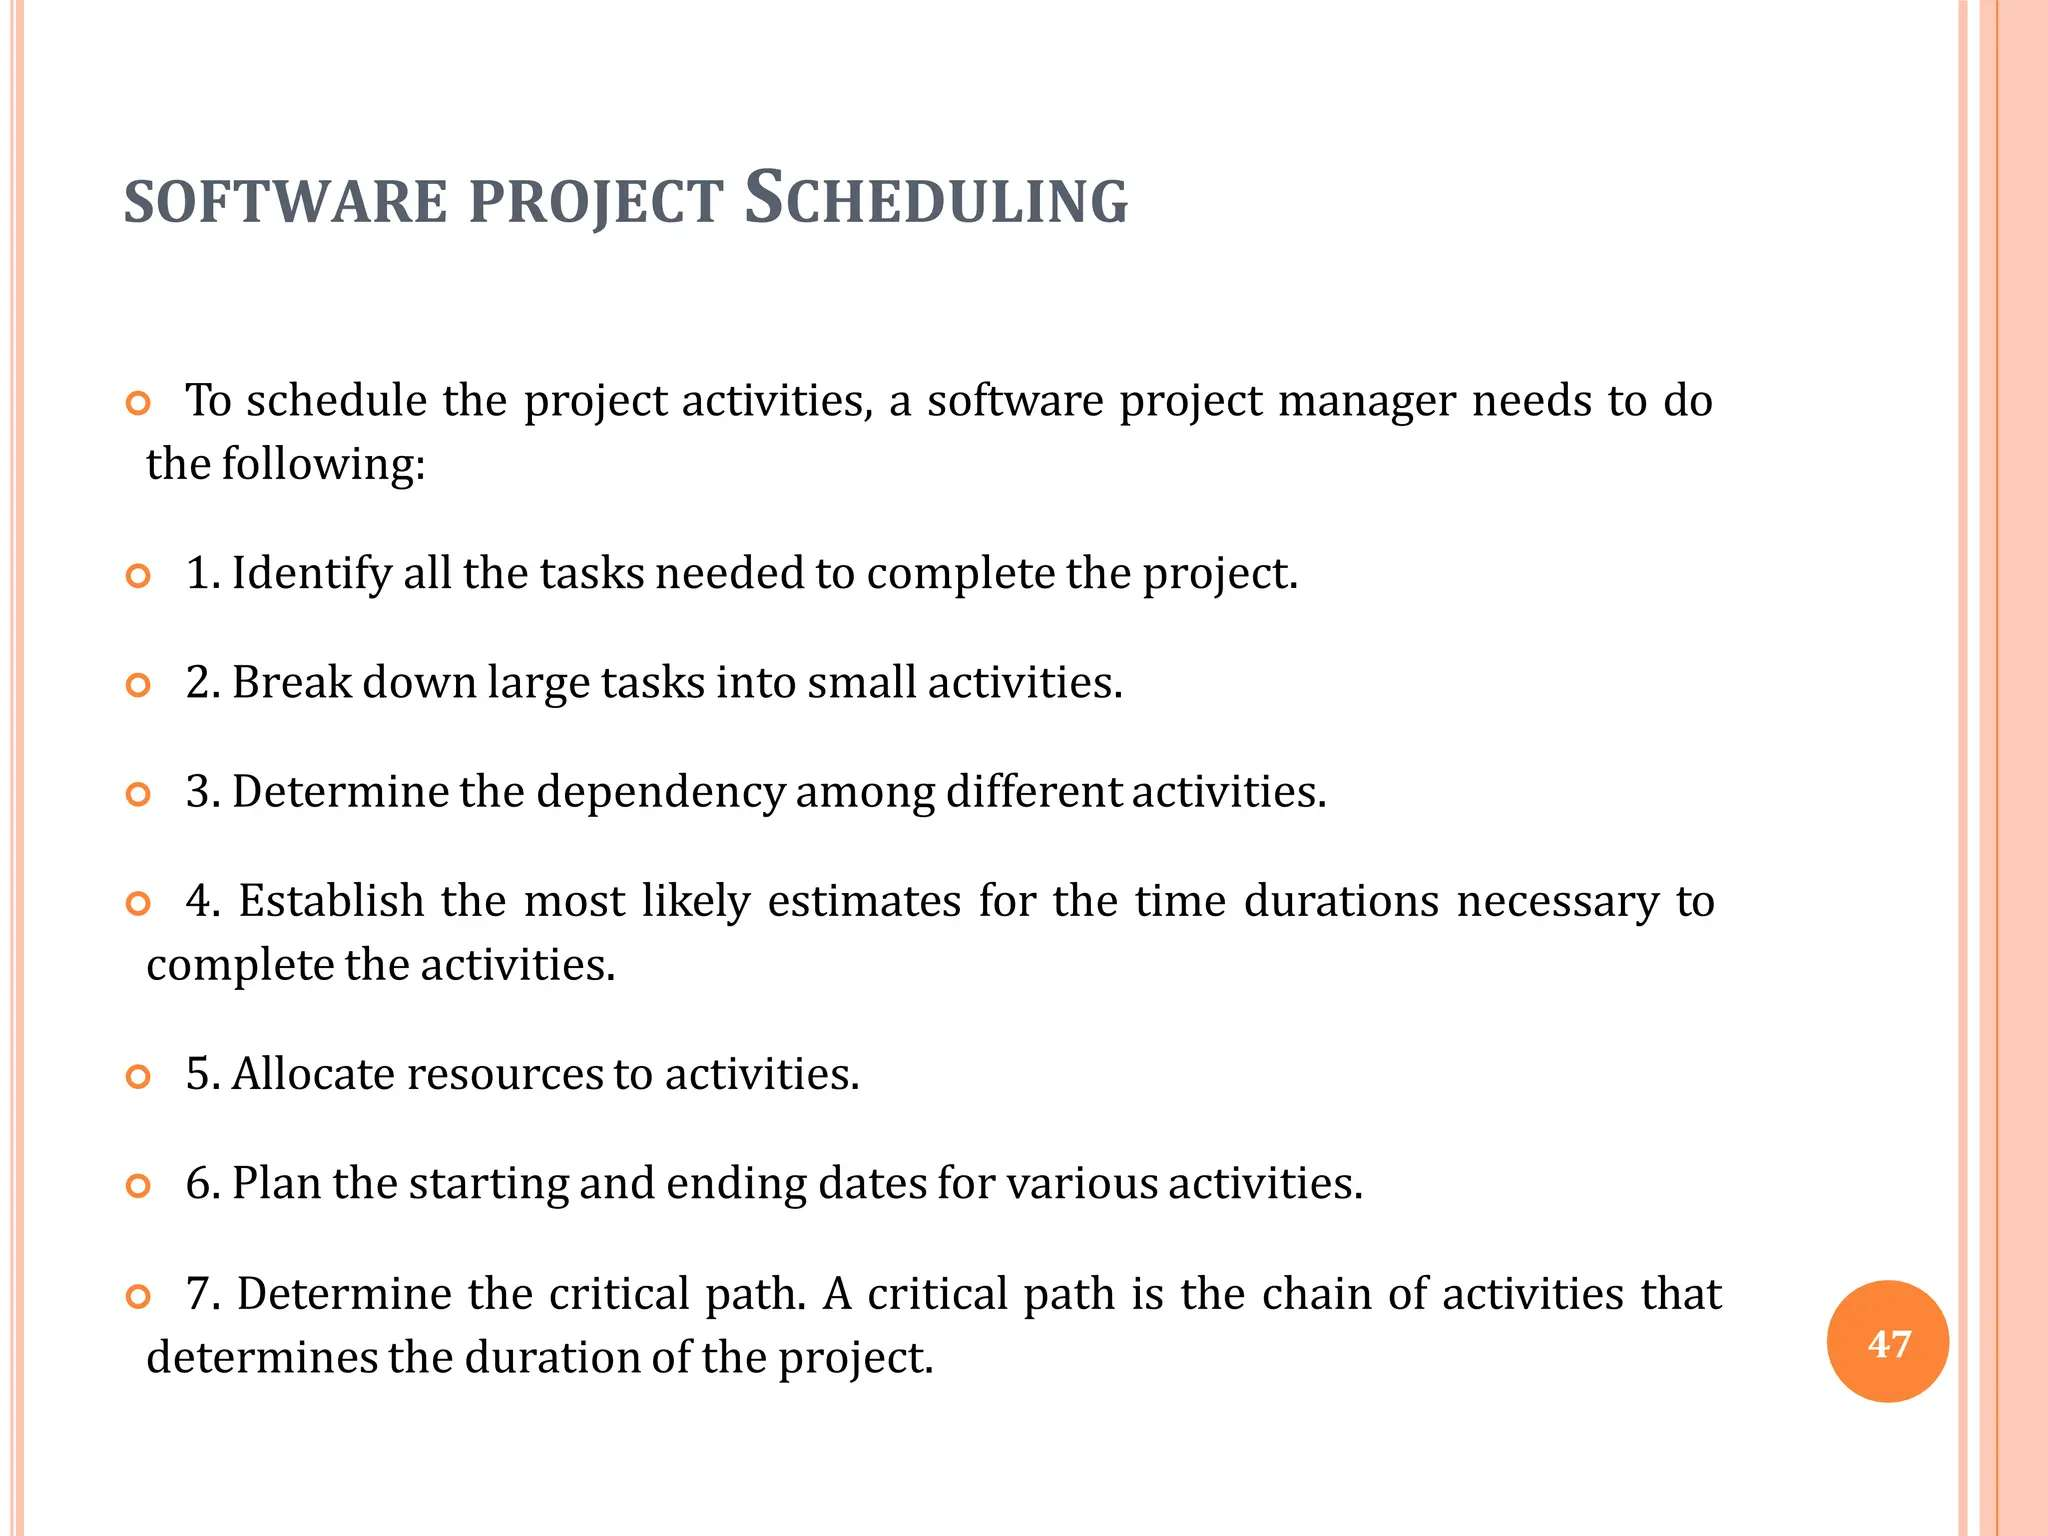 SOFTWARE PROJECT SCHEDULING
To schedule the project activities, a software project manager needs to do
the following:
1. Identify all the tasks needed to complete the project.
2. Break down large tasks into small activities.
3. Determine the dependency among different activities.
4. Establish the most likely estimates for the time durations necessary to
complete the activities.
5. Allocate resources to activities.
6. Plan the starting and ending dates for various activities.
7. Determine the critical path. A critical path is the chain of activities that
determines the duration of the project.
47